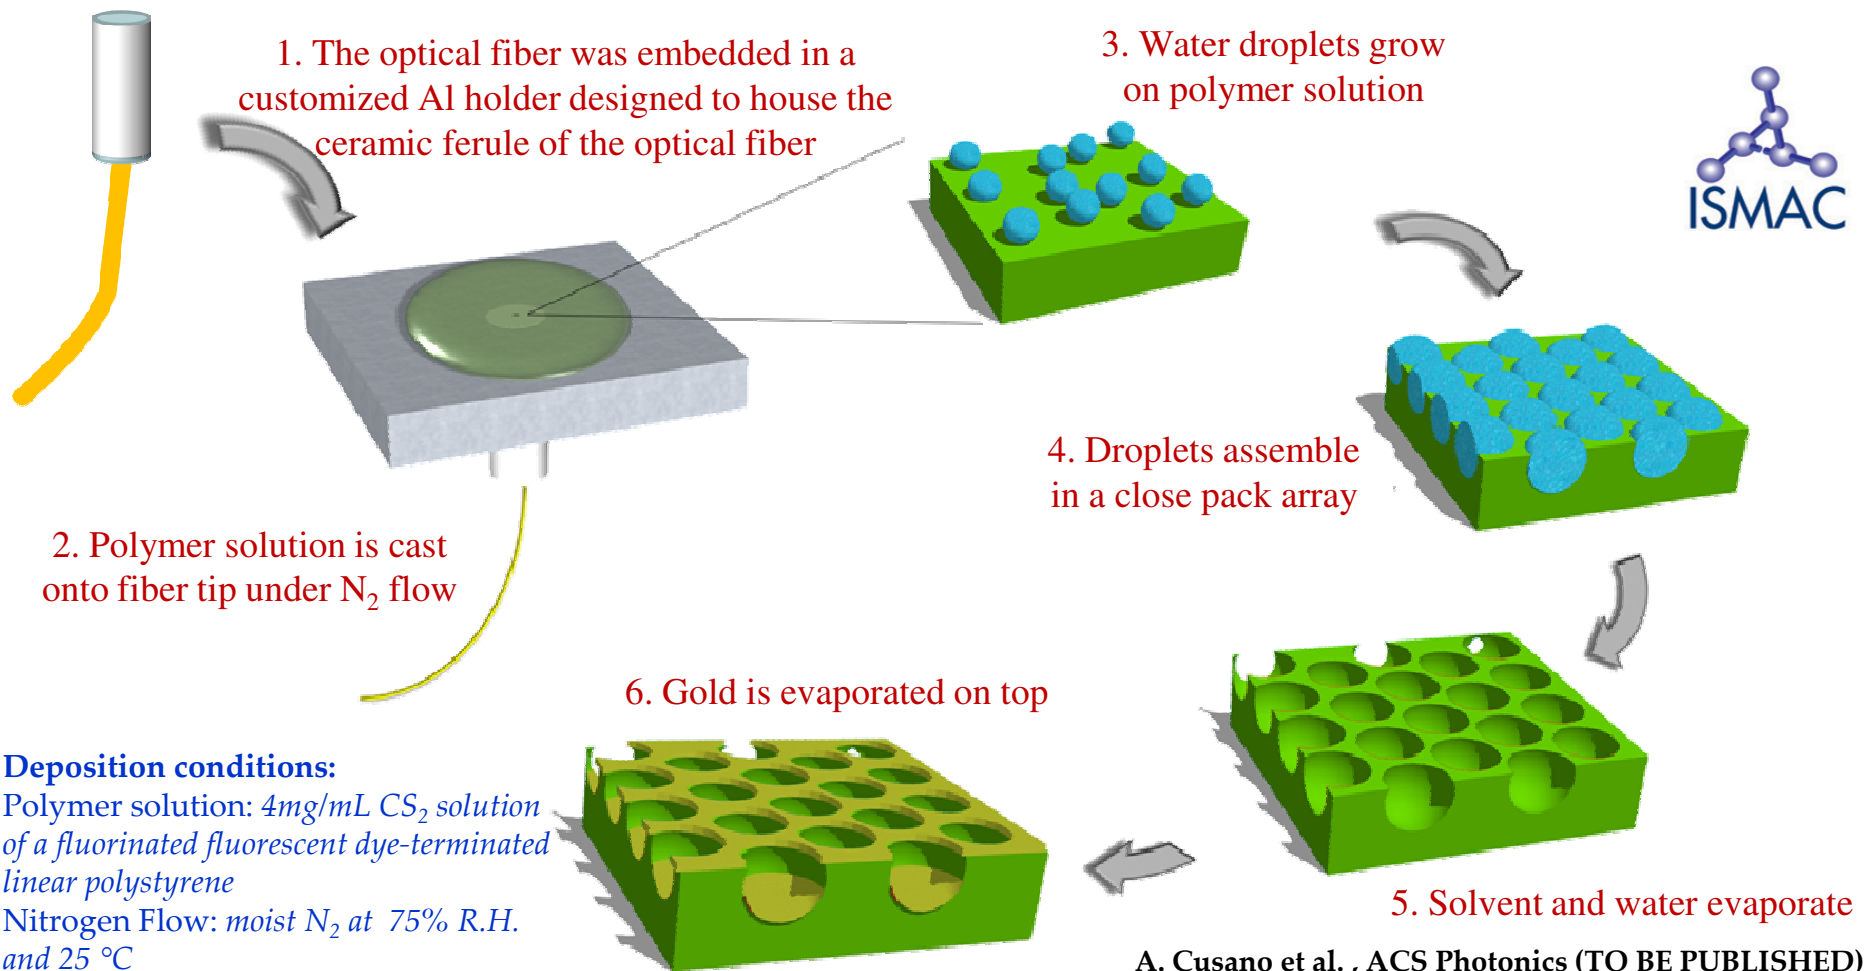 1. The optical fiber was embedded in a
customized Al holder designed to house the
ceramic ferule of the optical fiber
3. Water droplets grow
on polymer solution
ISMAC
4. Droplets assemble
in a close pack array
2. Polymer solution is cast
onto fiber tip under N₂ flow
6. Gold is evaporated on top
Deposition conditions:
Polymer solution: 4mg/mL CS₂ solution
of a fluorinated fluorescent dye-terminated
linear polystyrene
Nitrogen Flow: moist N₂ at 75% R.H.
and 25 °C
5. Solvent and water evaporate
A. Cusano et al. , ACS Photonics (TO BE PUBLISHED)